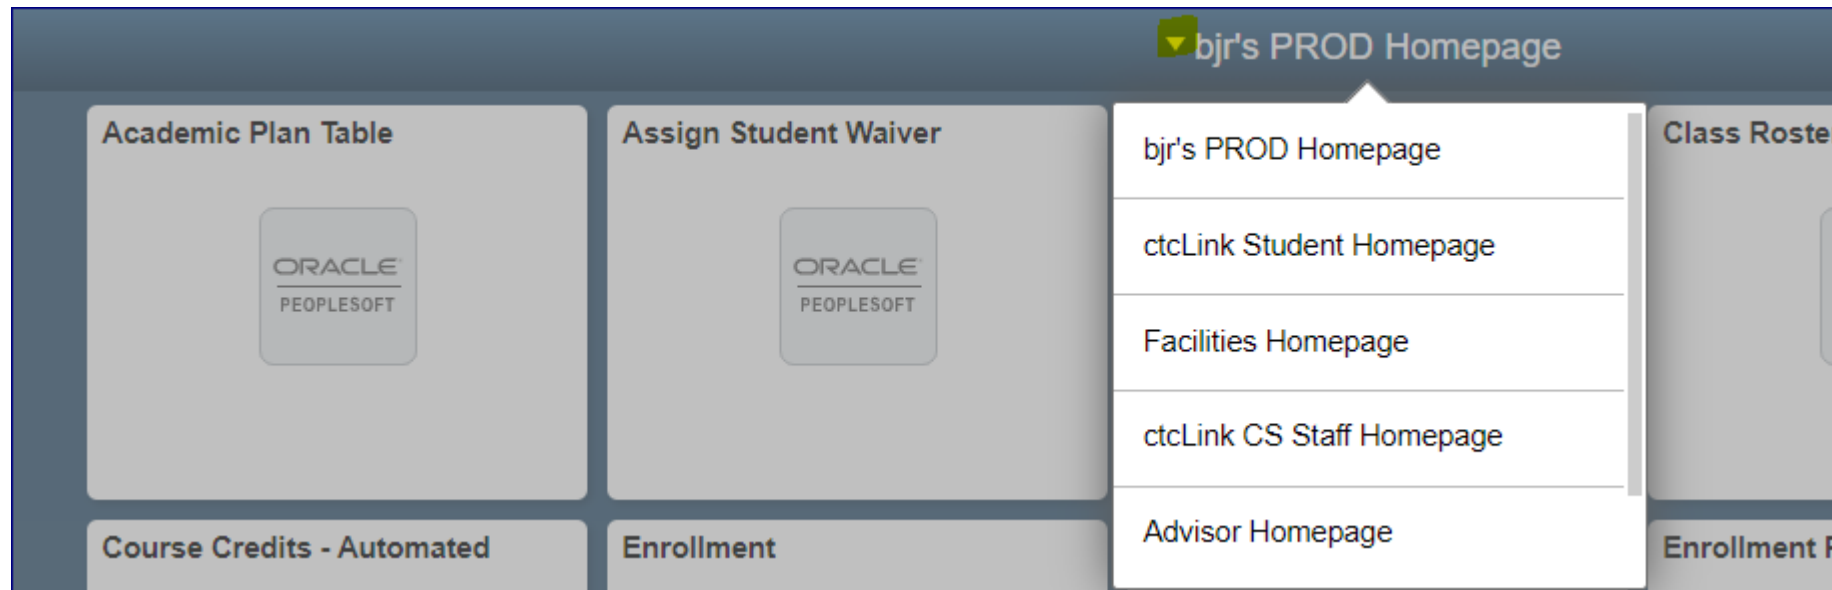 bjr's PROD Homepage
Academic Plan Table
ORACLE
PEOPLESOFT
Assign Student Waiver
ORACLE
PEOPLESOFT
bjr's PROD Homepage
ctcLink Student Homepage
Facilities Homepage
ctcLink CS Staff Homepage
Advisor Homepage
Class Roste
Course Credits - Automated
Enrollment
Enrollment